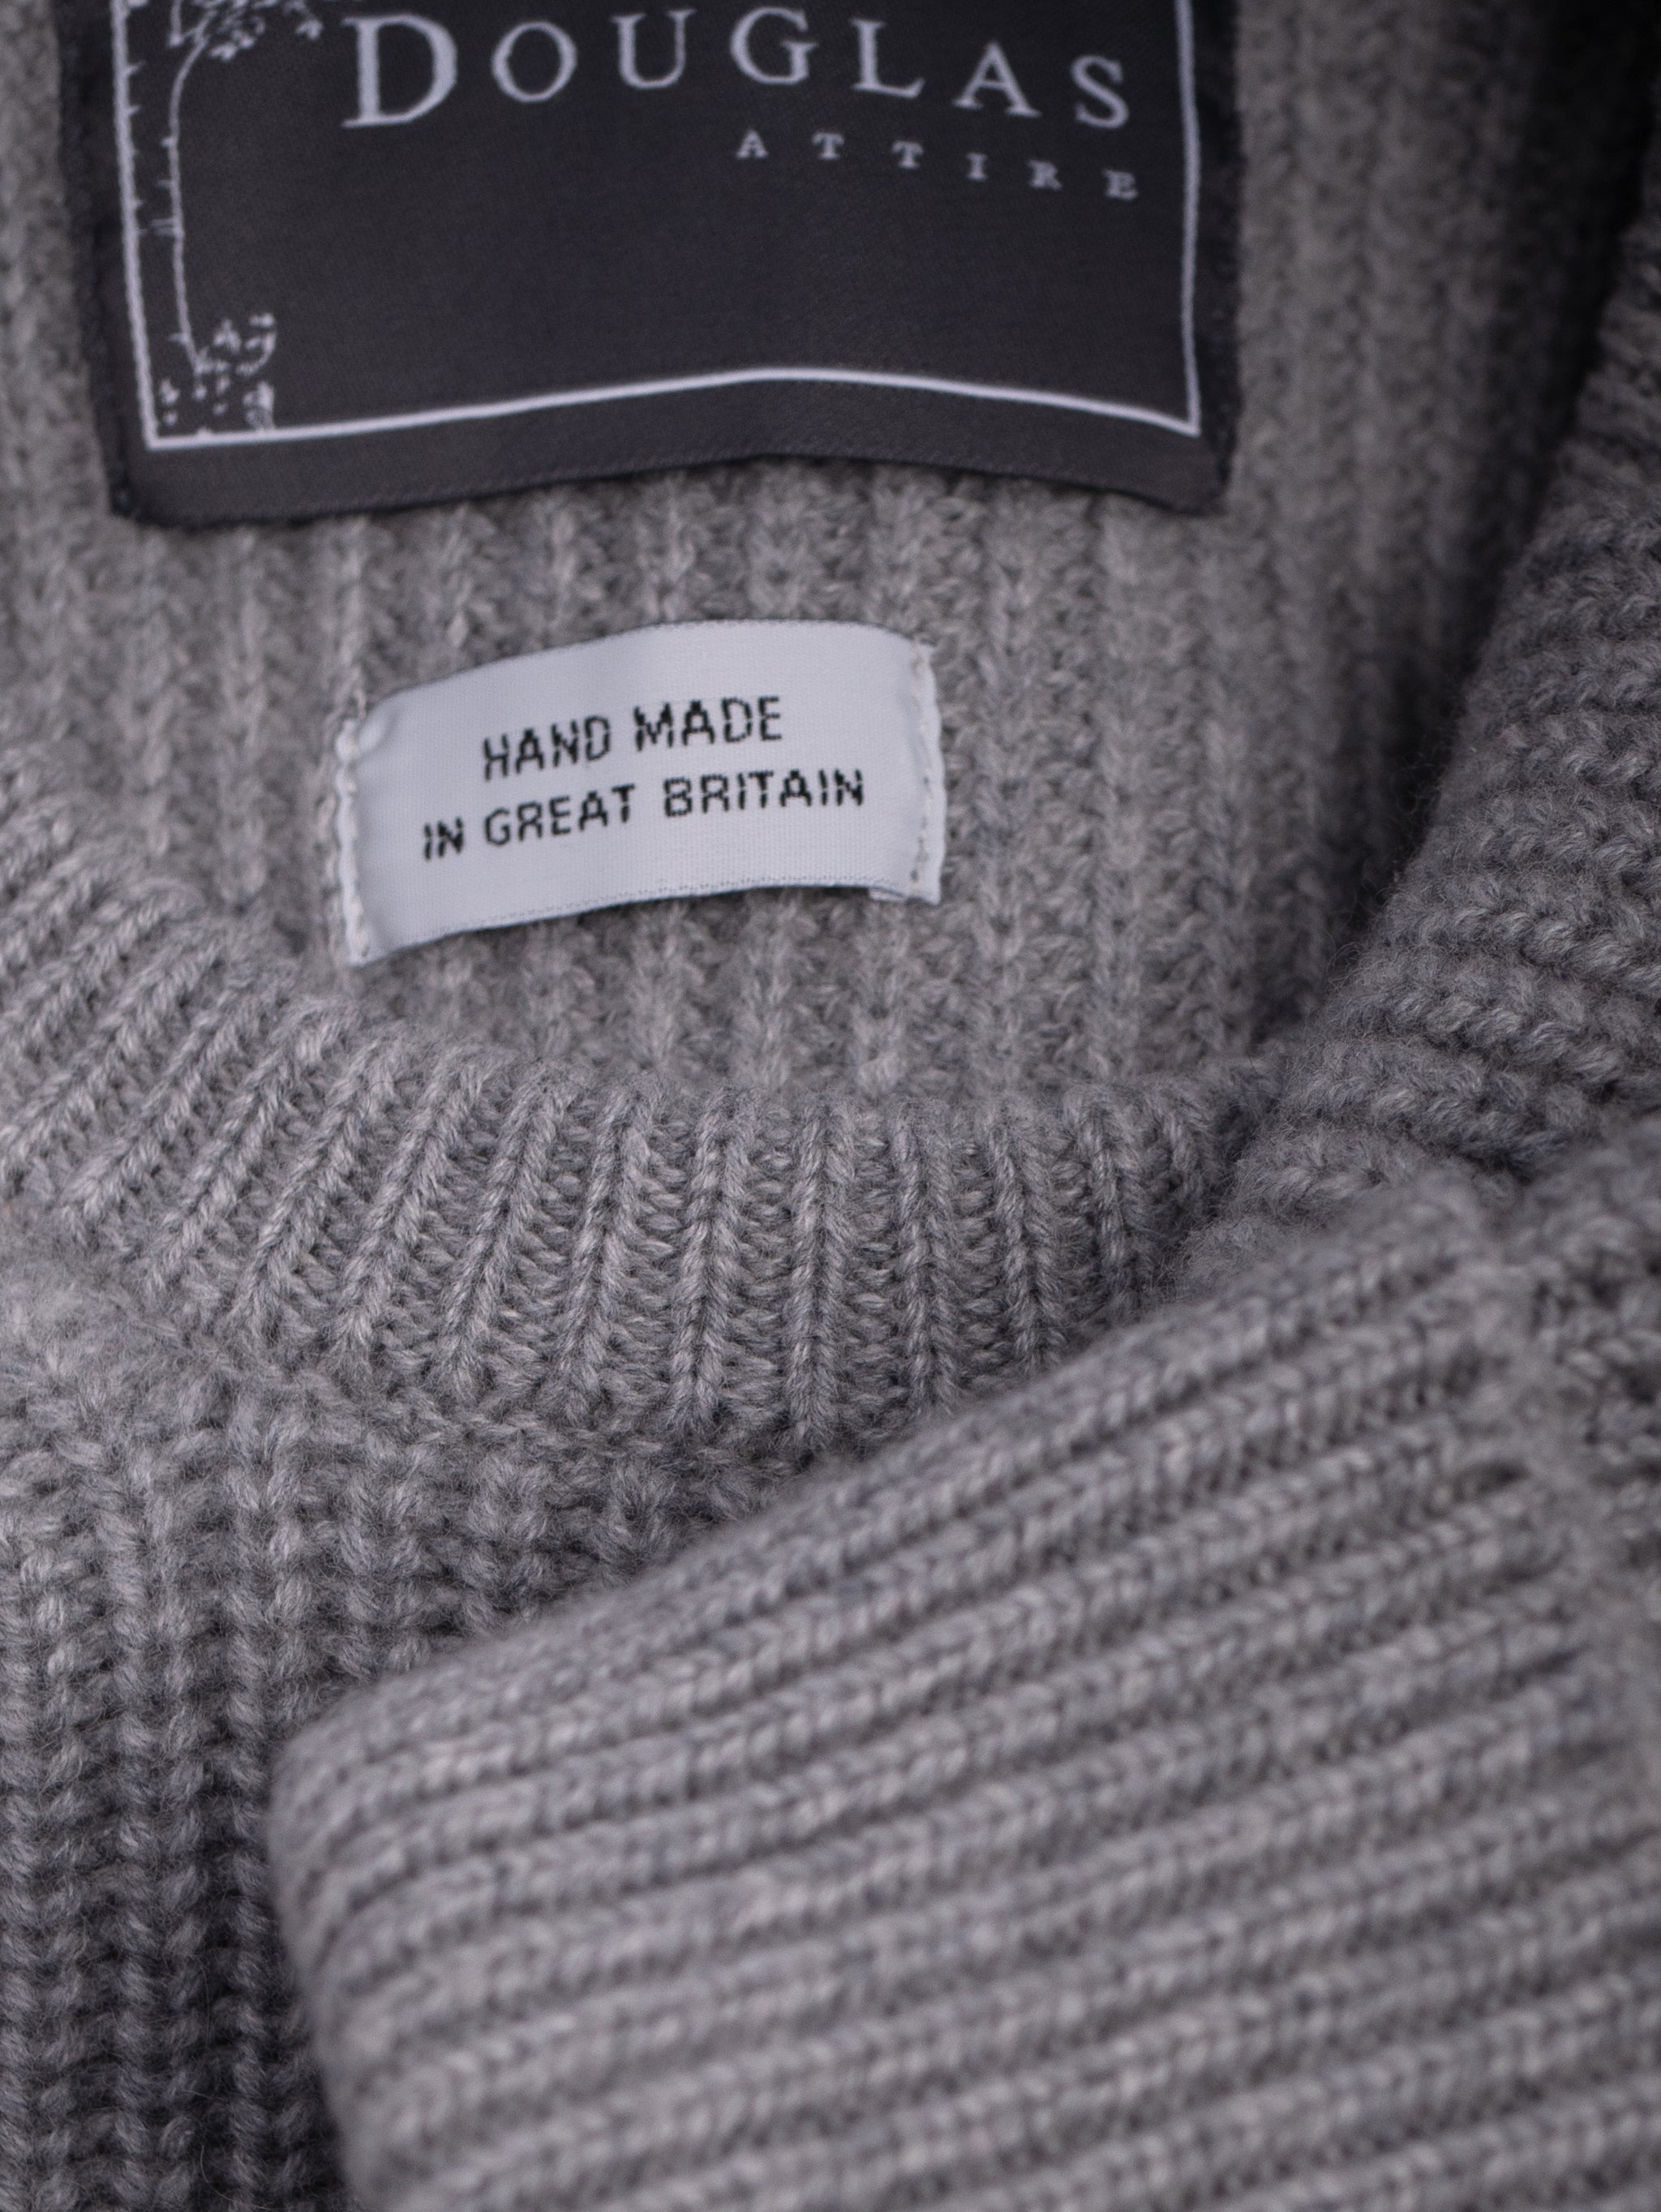 DOUGLAS
ATTIRE
HAND MADE
IN GREAT BRITAIN